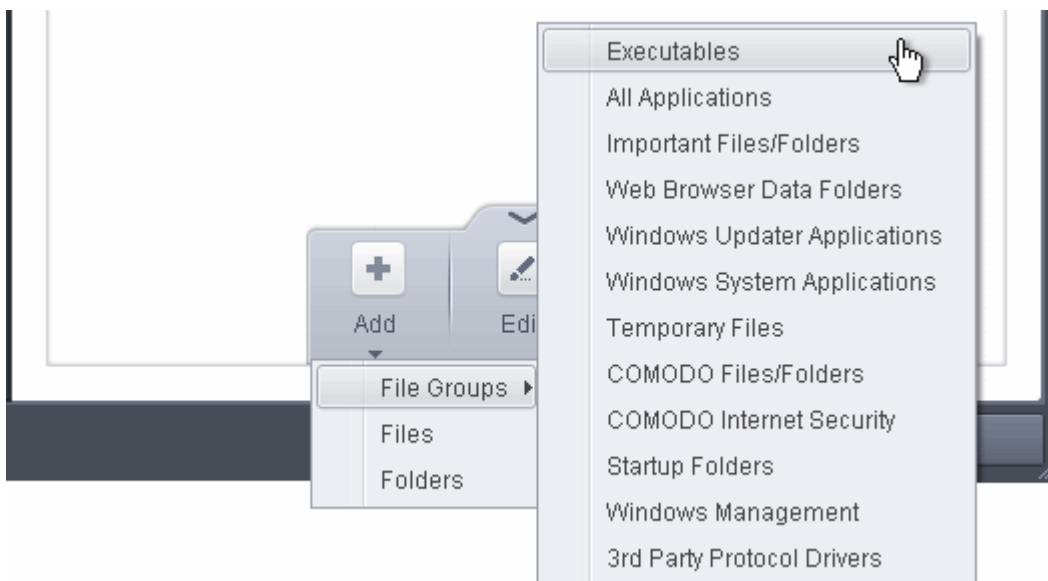 Executables
All Applications
Important Files/Folders
Web Browser Data Folders
Windows Updater Applications
Windows System Applications
Temporary Files
COMODO Files/Folders
COMODO Internet Security
Startup Folders
Windows Management
3rd Party Protocol Drivers
Add
Edi
File Groups
Files
Folders